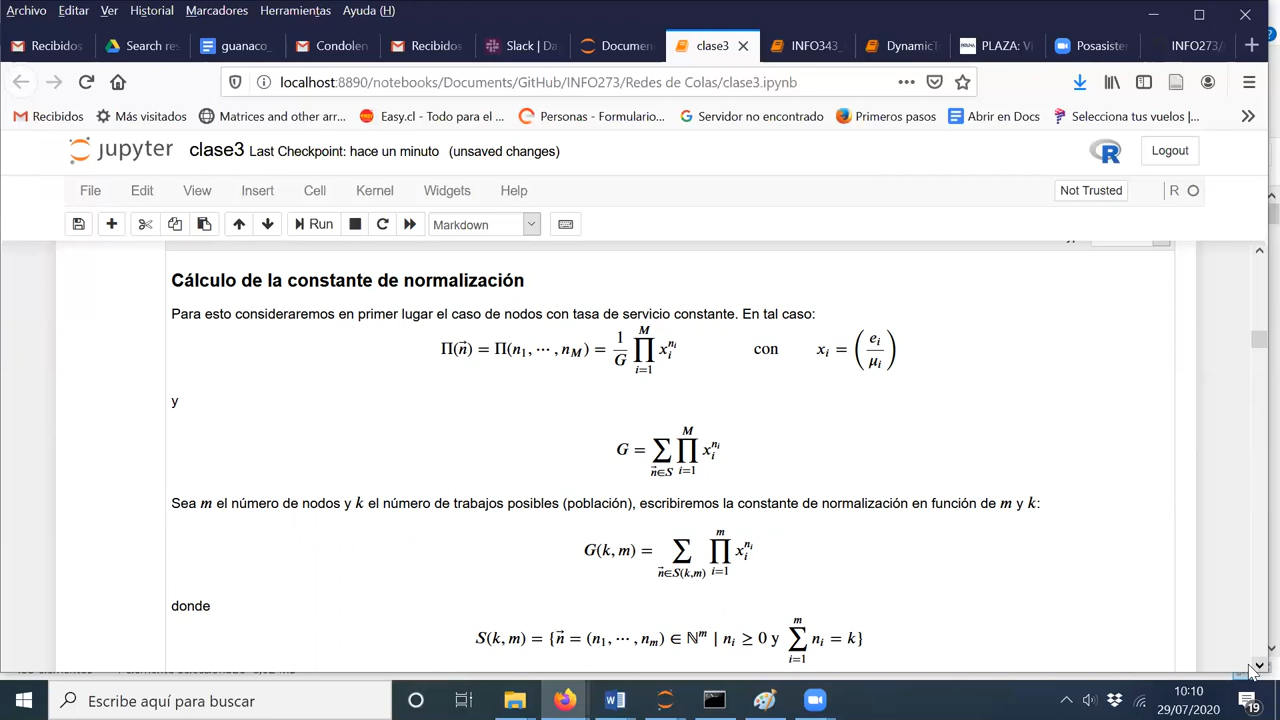 Archivo Editar Ver Historial Marcadores Herramientas Ayuda (H)
Recibidos Search re guanaco_ Condolen Recibidos Slack | Da Documen clase3 INFO343_ DynamicT PLAZA: Vi Posasiste INFO273/
localhost:8890/notebooks/Documents/GitHub/INFO273/Redes de Colas/clase3.ipynb
Recibidos Más visitados Matrices and other arr... Easy.cl - Todo para el ... Personas - Formulario... Servidor no encontrado Primeros pasos Abrir en Docs Selecciona tus vuelos |...
jupyter clase3 Last Checkpoint: hace un minuto (unsaved changes) Logout
File Edit View Insert Cell Kernel Widgets Help Not Trusted R
Run Markdown
Cálculo de la constante de normalización
Para esto consideraremos en primer lugar el caso de nodos con tasa de servicio constante. En tal caso:
Π(n⃗) = Π(n₁, ⋯ , n_M) = 1/G ∏_{i=1}^{M} x_i^{n_i} con x_i = (e_i/μ_i)
y
G = ∑_{n⃗∈S} ∏_{i=1}^{M} x_i^{n_i}
Sea m el número de nodos y k el número de trabajos posibles (población), escribiremos la constante de normalización en función de m y k:
G(k, m) = ∑_{n⃗∈S(k,m)} ∏_{i=1}^{m} x_i^{n_i}
donde
S(k, m) = {n⃗ = (n₁, ⋯ , n_m) ∈ ℕ^m | n_i ≥ 0 y ∑_{i=1}^{m} n_i = k}
Escribe aquí para buscar
10:10
29/07/2020
19